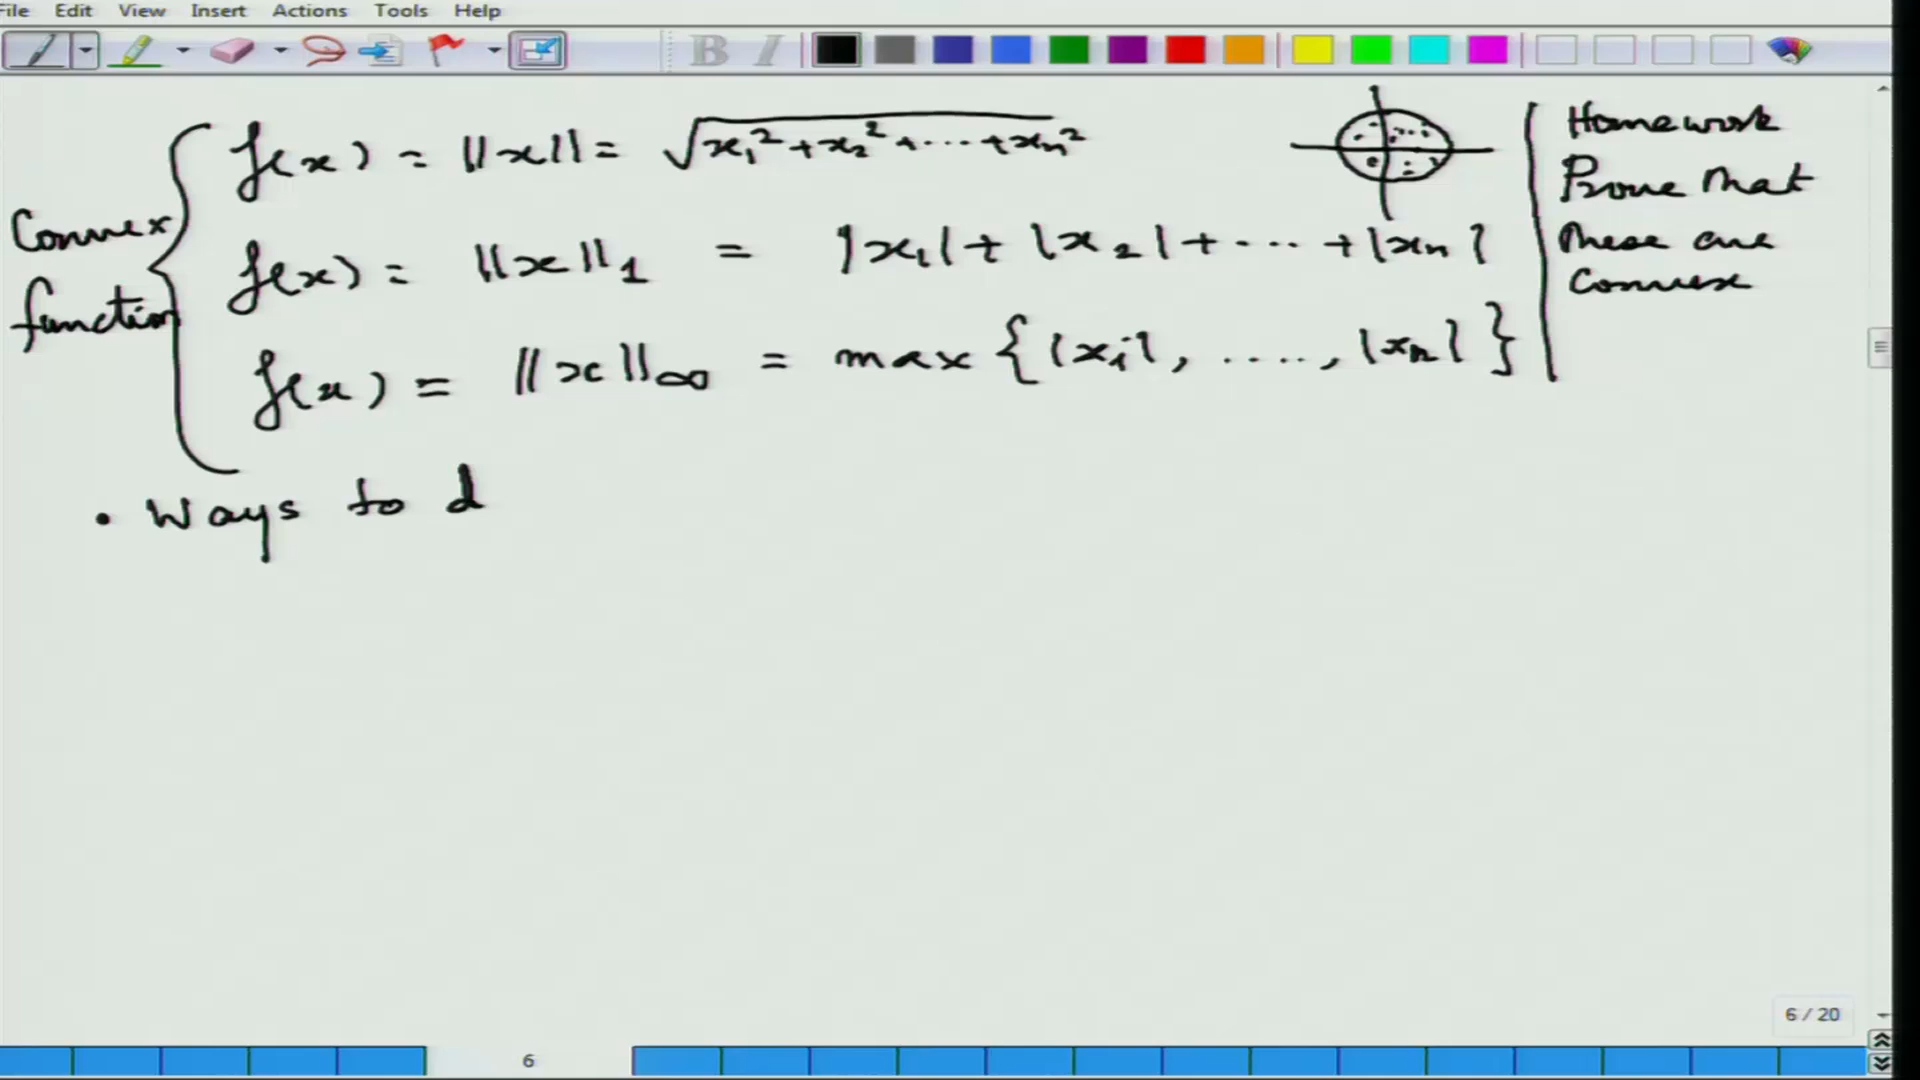 File Edit View Insert Actions Tools Help
B I
f(x) = ||x|| = √x₁² + x₂² + ⋯ + xₙ²
Convex function
f(x) = ||x||₁ = |x₁| + |x₂| + ⋯ + |xₙ|
f(x) = ||x||∞ = max {|xᵢ|, ...., |xₙ|}
Homework
Prove that
these are
convex
• Ways to d
6 / 20
6